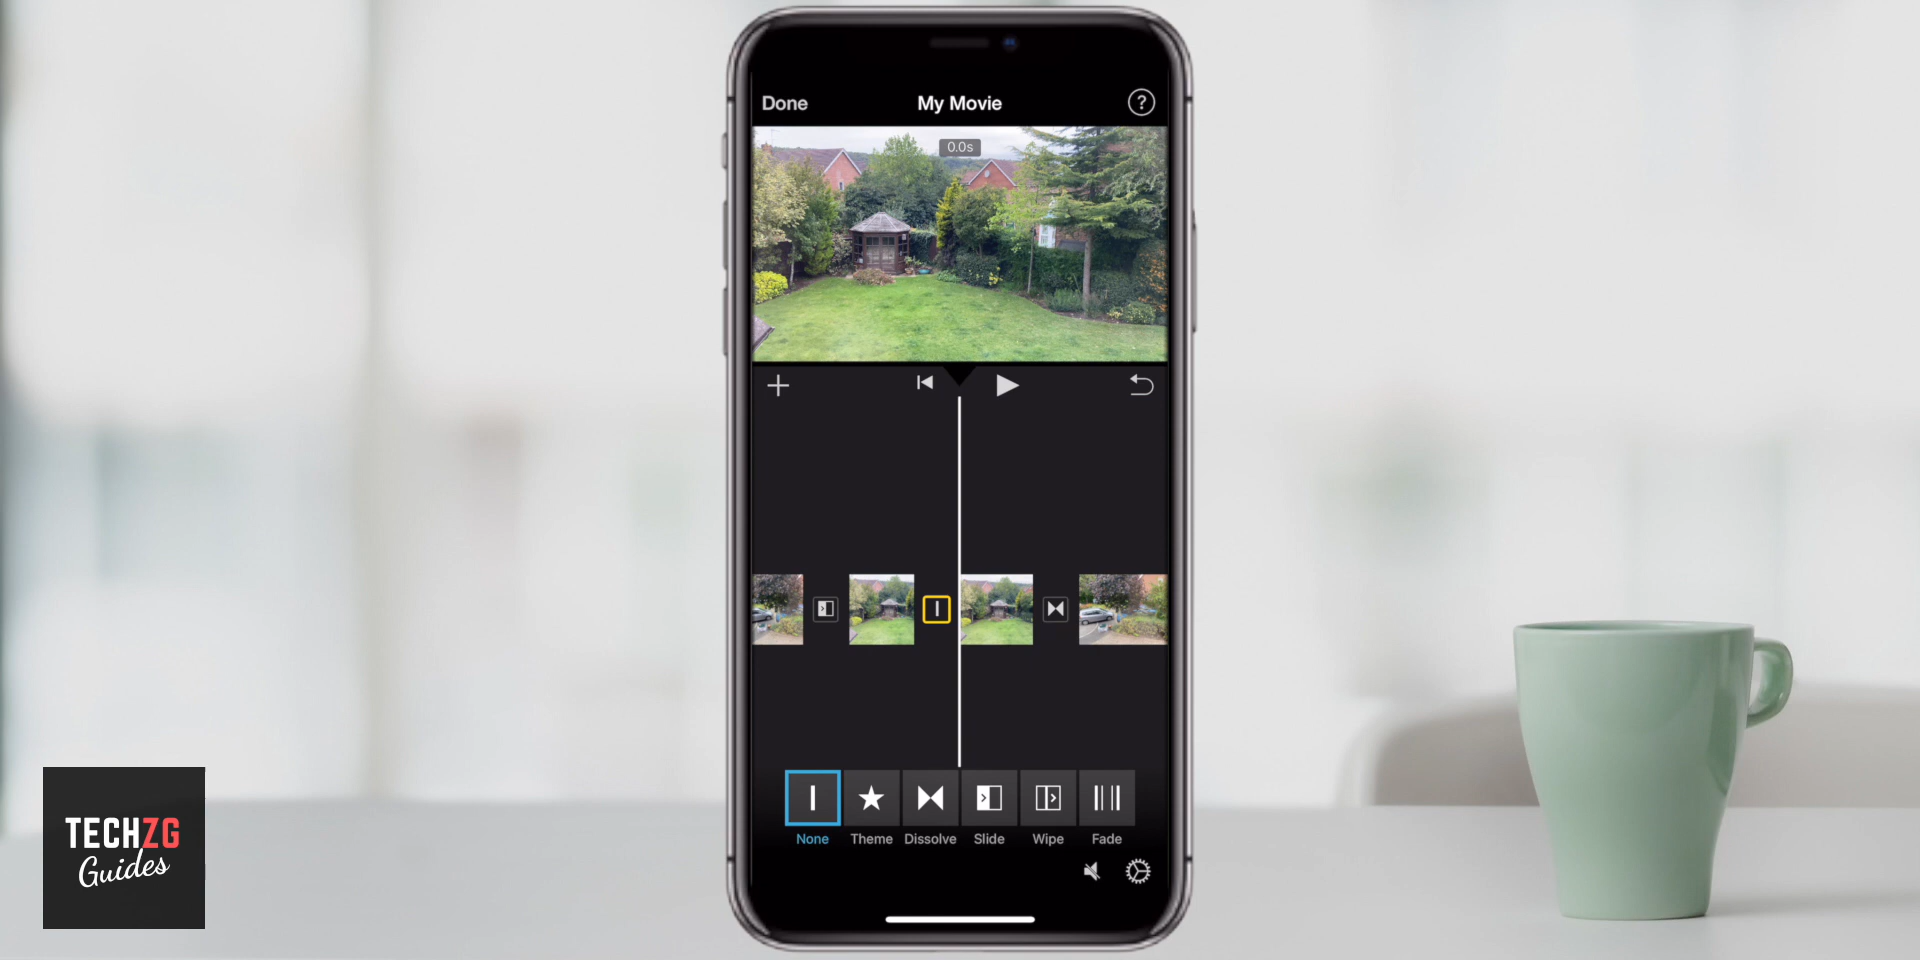 Done
My Movie
?
0.0s
None
Theme
Dissolve
Slide
Wipe
Fade
TECHZG
Guides